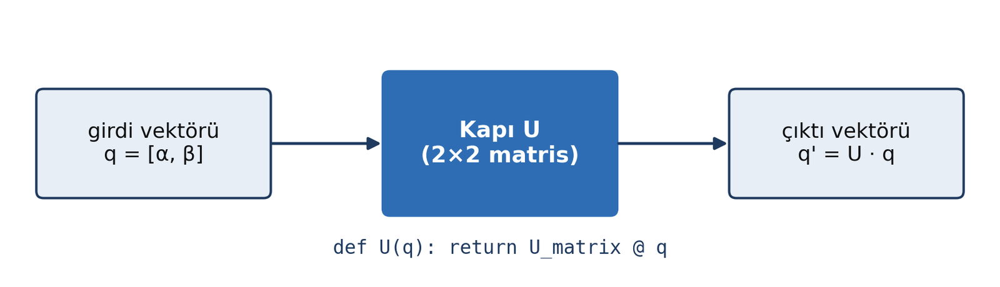 girdi vektörü
q = [α, β]
Kapı U
(2×2 matris)
çıktı vektörü
q' = U · q
def U(q): return U_matrix @ q